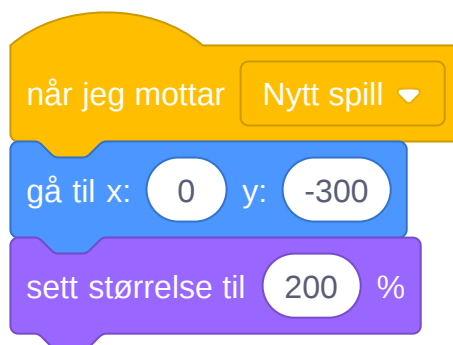 når jeg mottar Nytt spill
gå til x: 0 y: -300
sett størrelse til 200 %